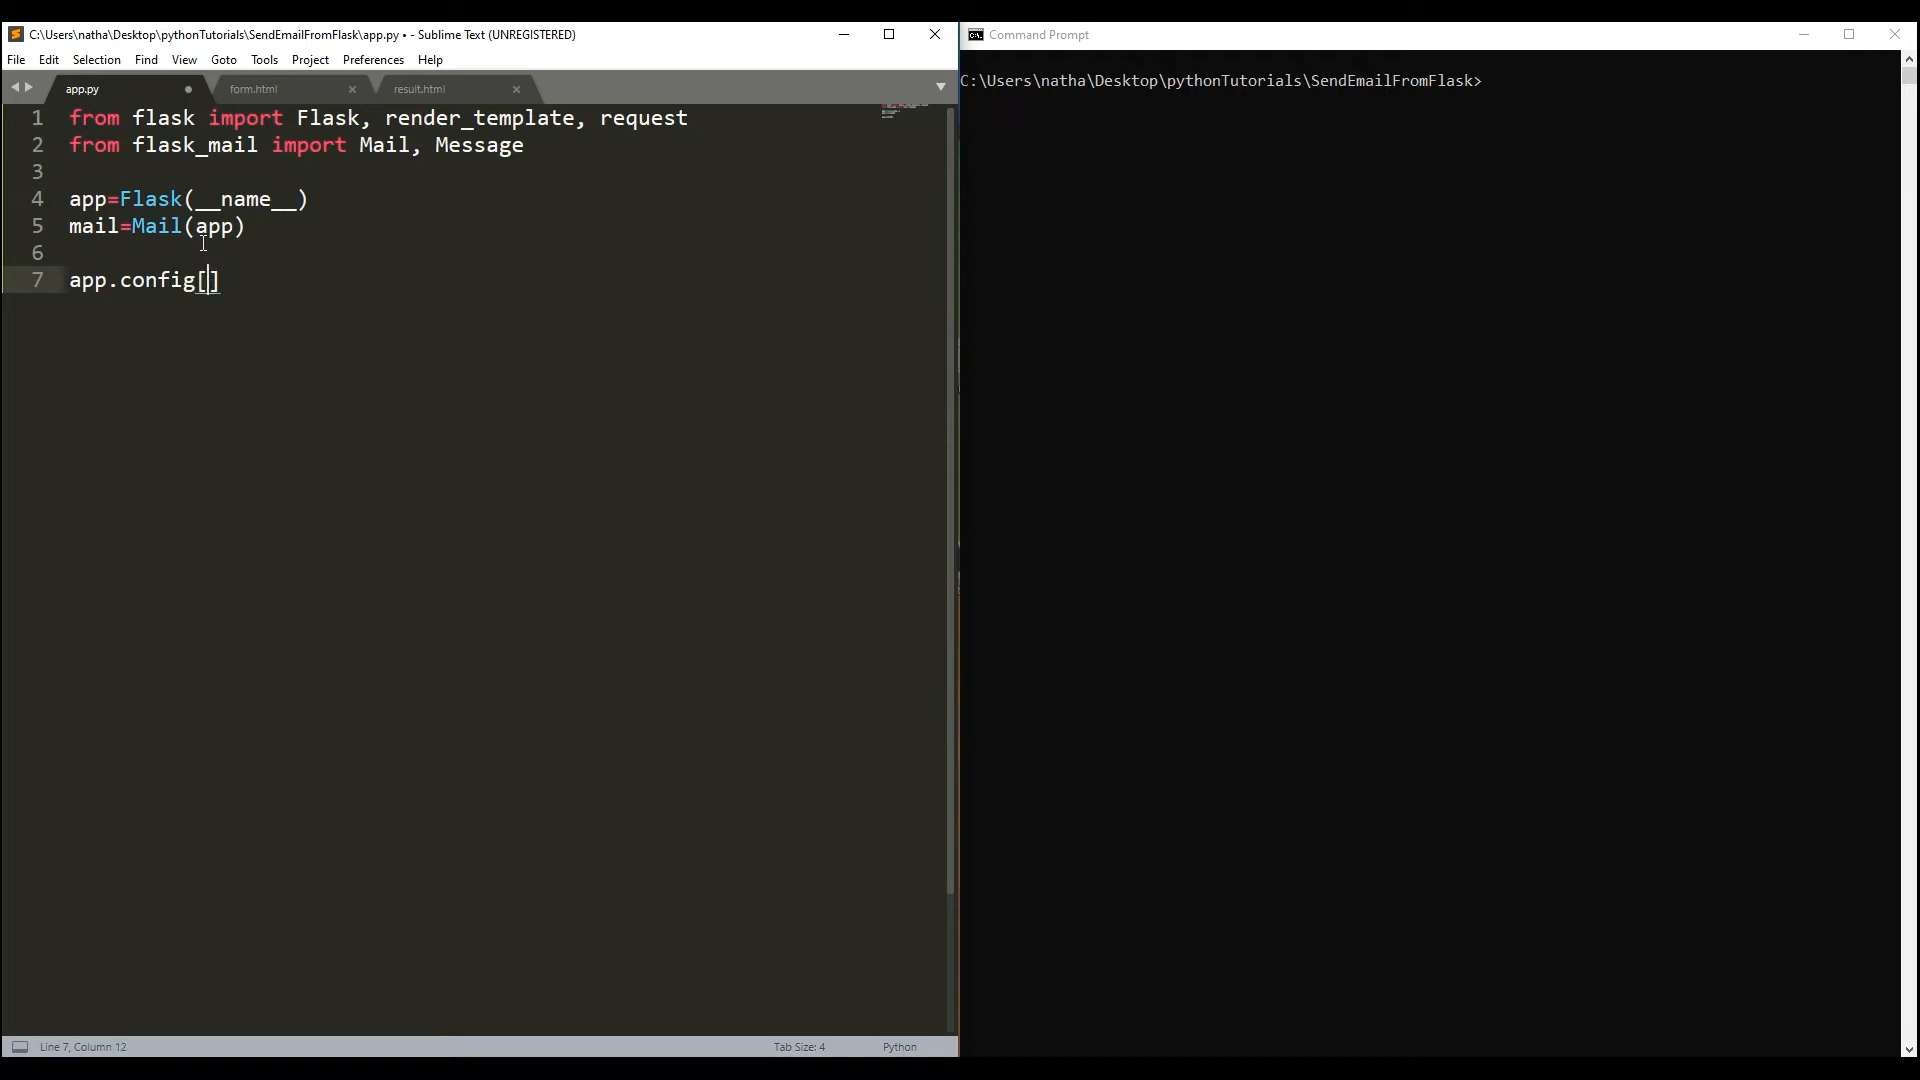 C:\Users\natha\Desktop\pythonTutorials\SendEmailFromFlask\app.py • - Sublime Text (UNREGISTERED)
File Edit Selection Find View Goto Tools Project Preferences Help
app.py form.html result.html
1 from flask import Flask, render_template, request
2 from flask_mail import Mail, Message
3
4 app=Flask(__name__)
5 mail=Mail(app)
6
7 app.config[]
Line 7, Column 12 Tab Size: 4 Python
Command Prompt
C:\Users\natha\Desktop\pythonTutorials\SendEmailFromFlask>